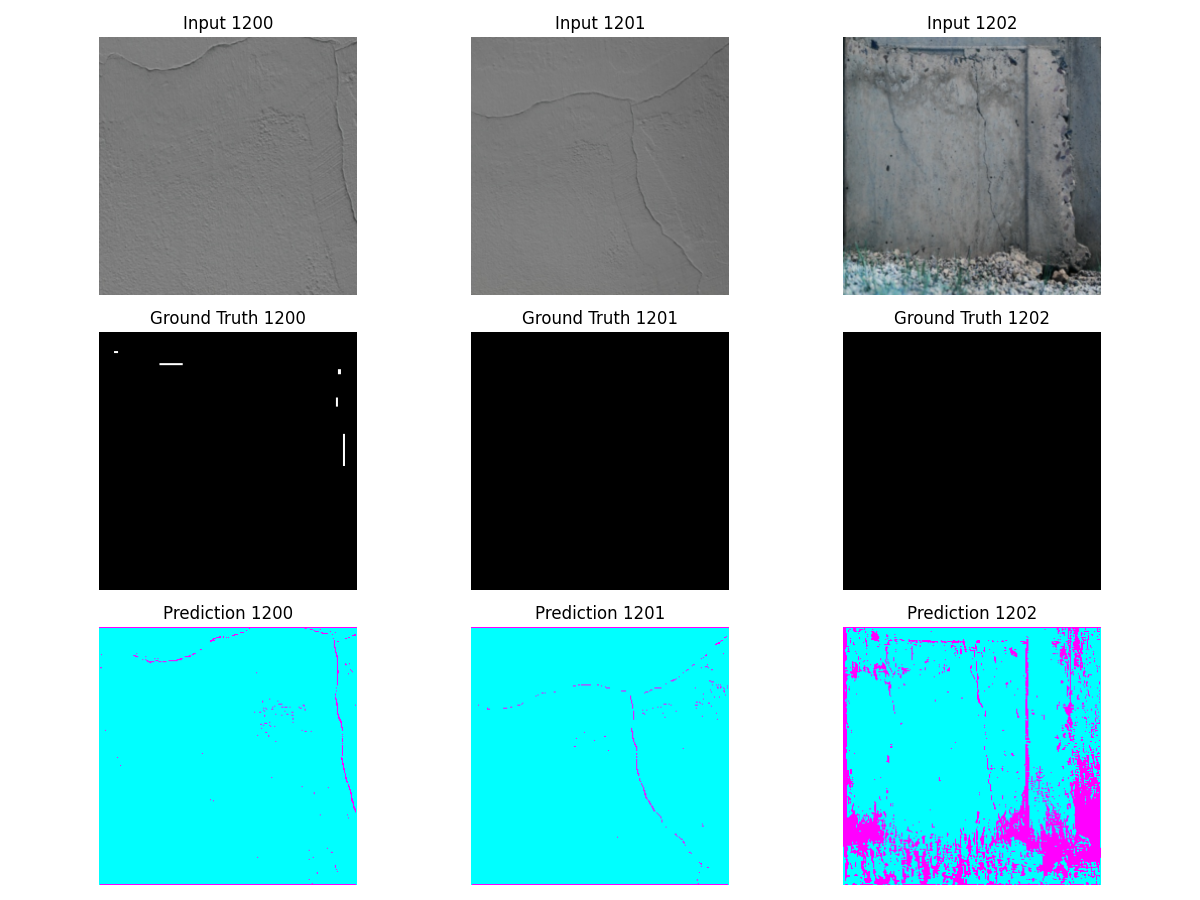 Input 1200
Input 1201
Input 1202
Ground Truth 1200
Ground Truth 1201
Ground Truth 1202
Prediction 1200
Prediction 1201
Prediction 1202